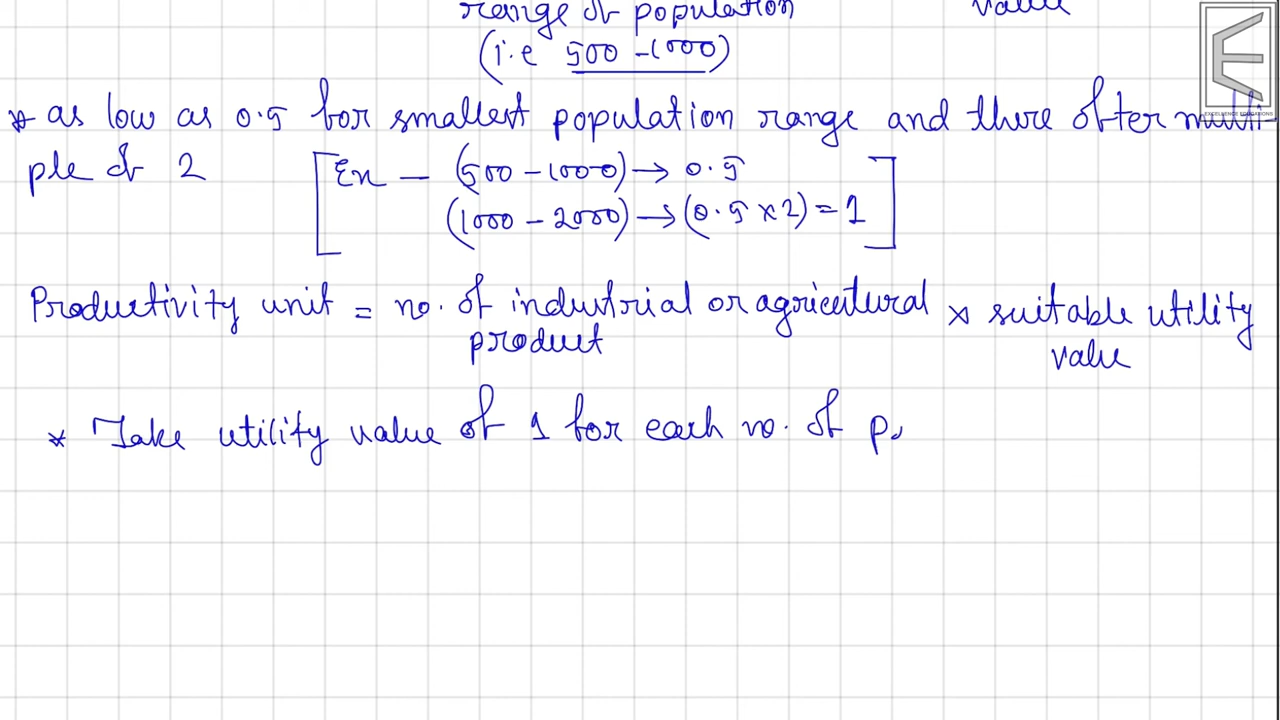 range of population value
(i.e 500 - 1000)
* as low as 0.5 for smallest population range and there after multi
ple of 2 [Ex - (500 - 1000) → 0.5
(1000 - 2000) → (0.5 × 2) = 1]
Productivity unit = no. of industrial or agricultural × suitable utility
product value
* Take utility value of 1 for each no. of p
EXCELLENCE EDUCATIONS